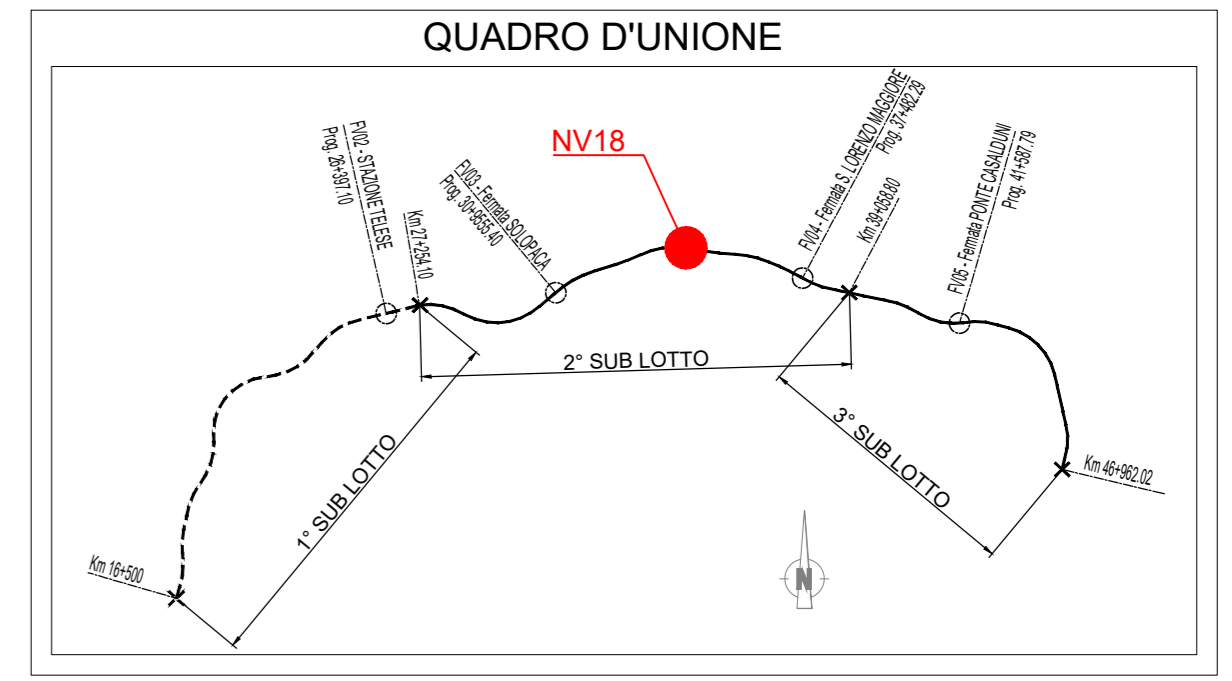 QUADRO D'UNIONE
FV02 - STAZIONE TELESE
Prog. 26+397.10
Km 27+254.10
FV03 - Fermata SOLOPACA
Prog. 30+9555.40
NV18
FV04 - Fermata S. LORENZO MAGGIORE
Prog. 37+482.29
Km 39+058.80
FV05 - Fermata PONTE CASALDUNI
Prog. 41+587.79
2° SUB LOTTO
1° SUB LOTTO
3° SUB LOTTO
Km 46+962.02
Km 16+500
N